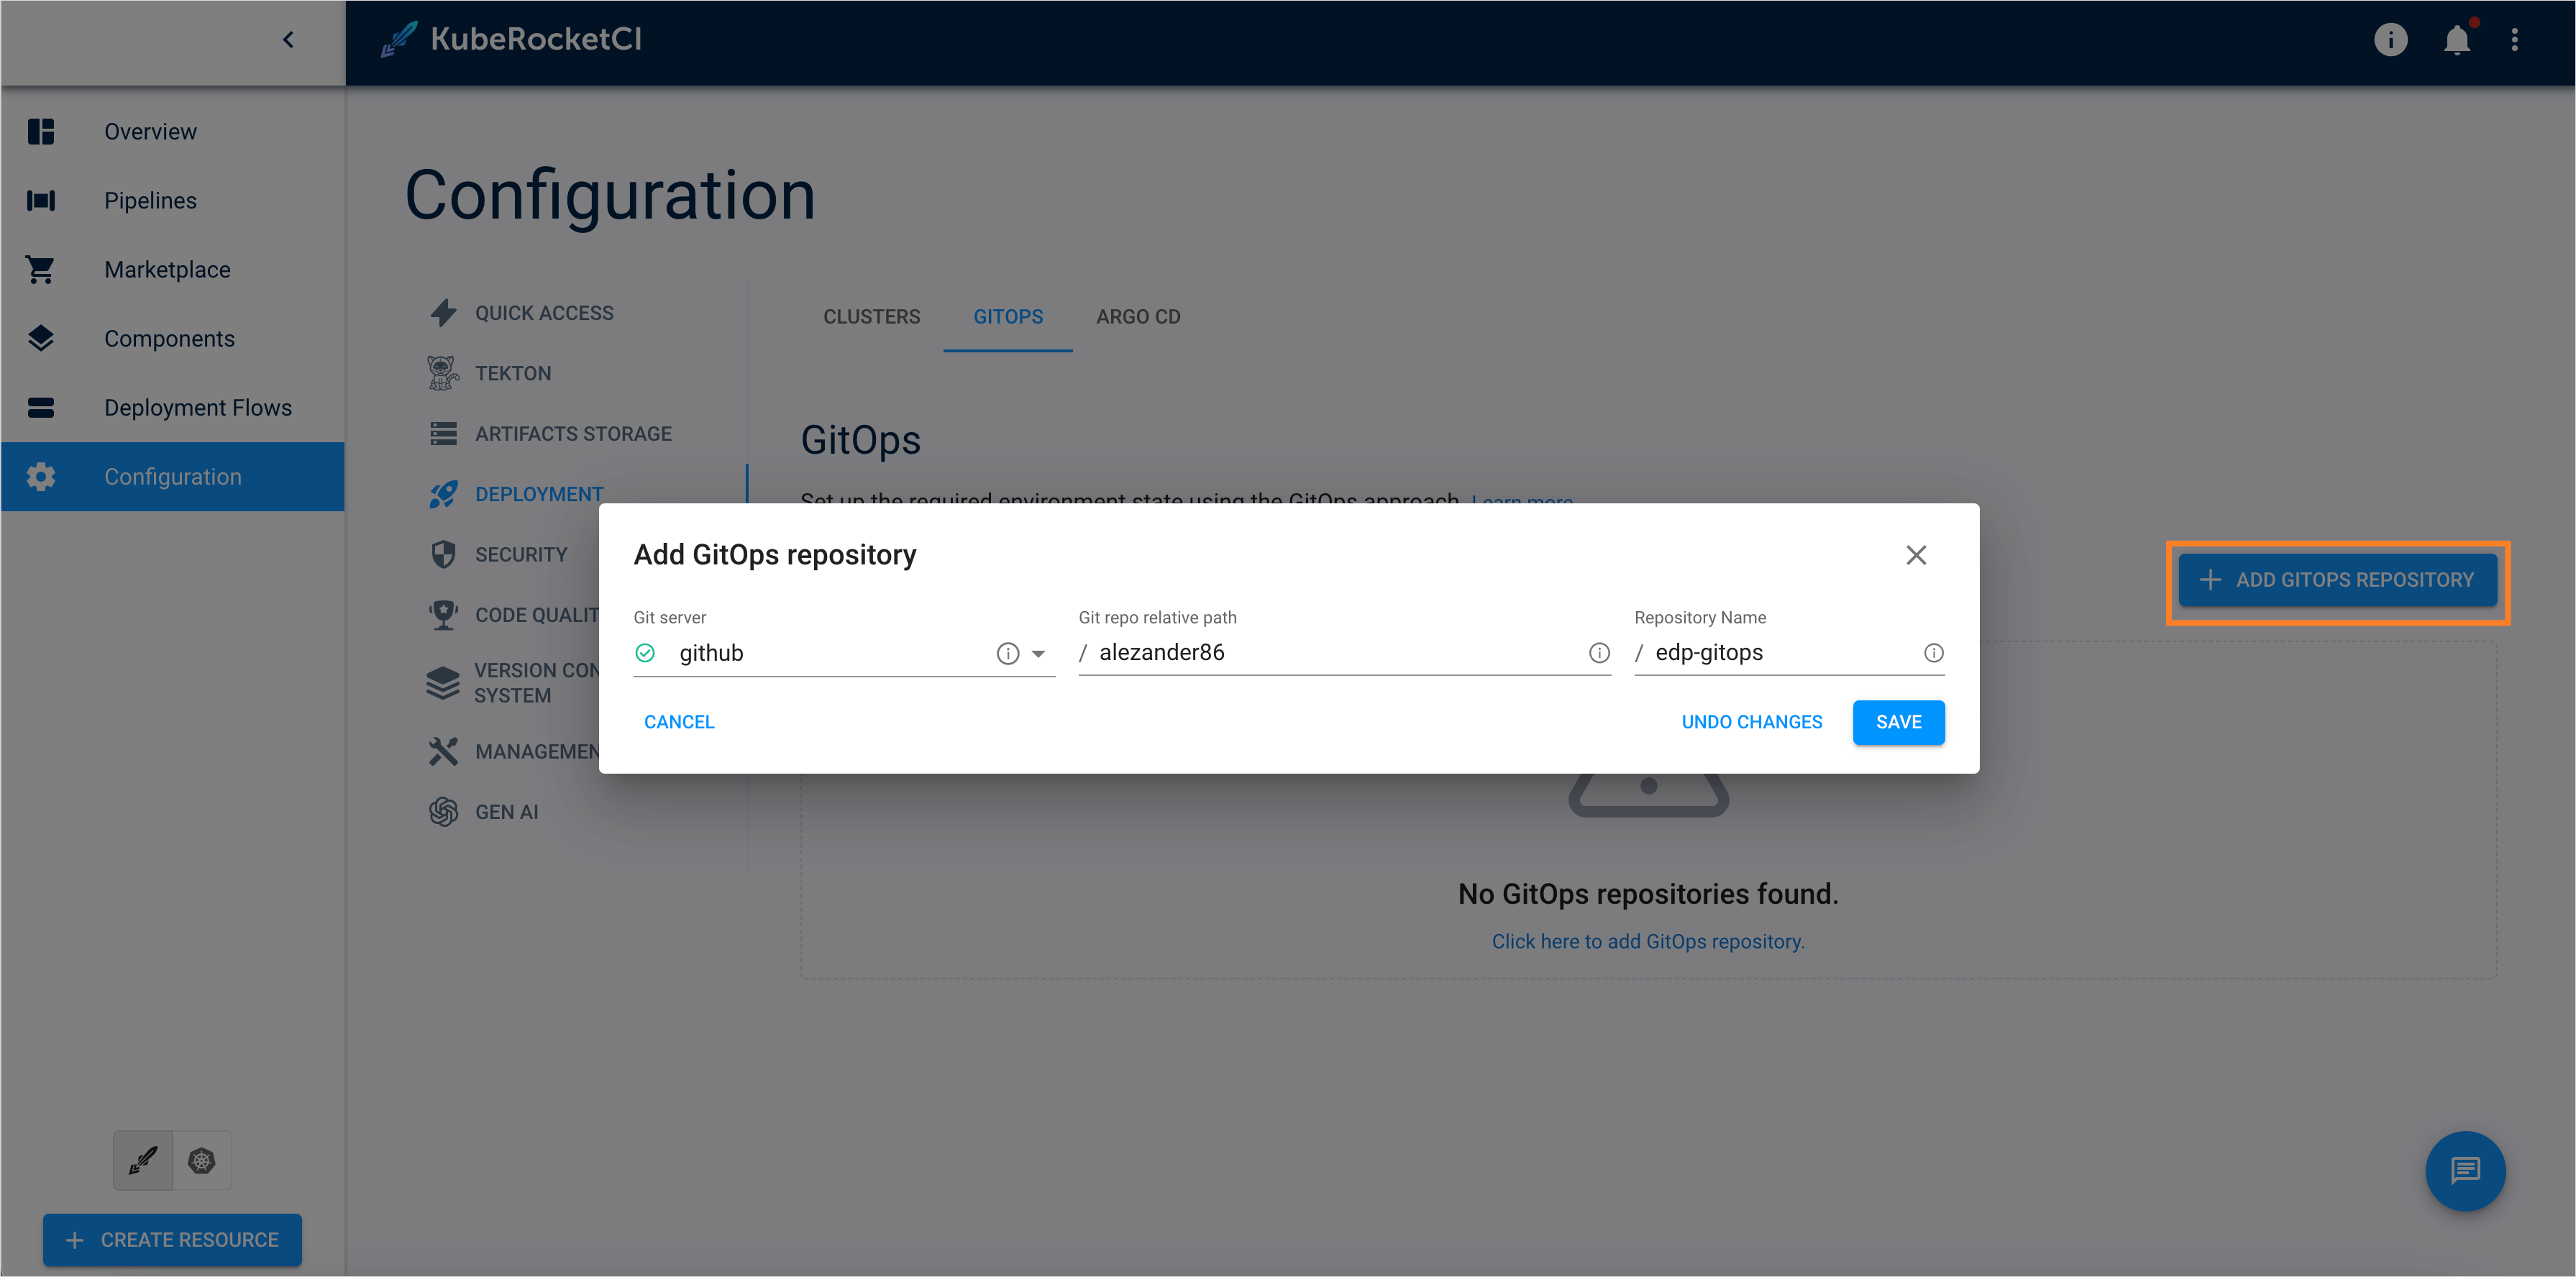 KubeRocketCI
Overview
Pipelines
Marketplace
Components
Deployment Flows
Configuration
CREATE RESOURCE
Configuration
QUICK ACCESS
TEKTON
ARTIFACTS STORAGE
DEPLOYMENT
SECURITY
CODE QUALIT
VERSION CON
SYSTEM
MANAGEMEN
GEN AI
CLUSTERS GITOPS ARGO CD
GitOps
Set up the required environment state using the GitOps approach. Learn more
ADD GITOPS REPOSITORY
Add GitOps repository
Git server Git repo relative path Repository Name
github / alezander86 / edp-gitops
CANCEL UNDO CHANGES SAVE
No GitOps repositories found.
Click here to add GitOps repository.